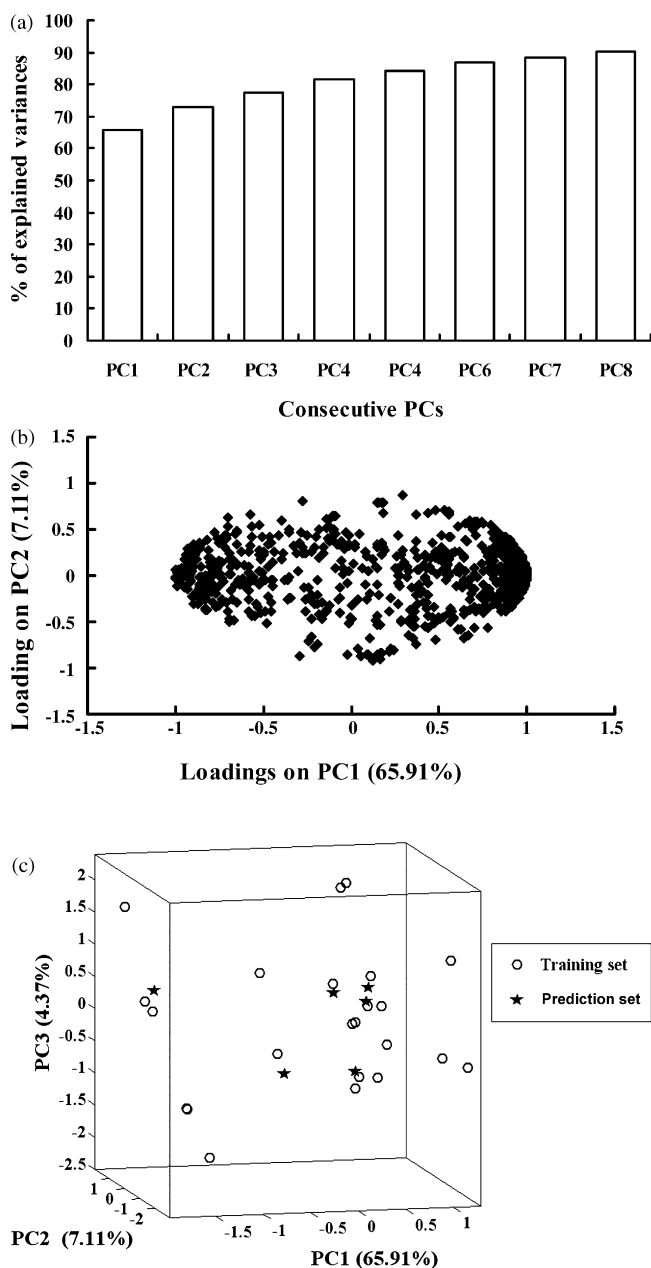 (a)
% of explained variances
100
90
80
70
60
50
40
30
20
10
0
PC1 PC2 PC3 PC4 PC4 PC6 PC7 PC8
Consecutive PCs
(b)
Loading on PC2 (7.11%)
1.5
1
0.5
0
-0.5
-1
-1.5
-1.5 -1 -0.5 0 0.5 1 1.5
Loadings on PC1 (65.91%)
(c)
PC3 (4.37%)
2
1.5
1
0.5
0
-0.5
-1
-1.5
-2
-2.5
1
0
-1
-2
PC2 (7.11%)
-1.5 -1 -0.5 0 0.5 1
PC1 (65.91%)
Training set
Prediction set